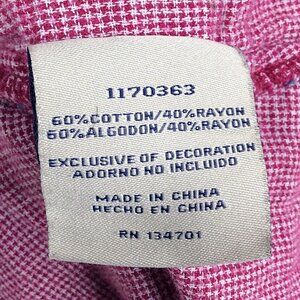 1170363
60%COTTON/40%RAYON
60%ALGODON/40%RAYON
EXCLUSIVE OF DECORATION
ADORNO NO INCLUIDO
MADE IN CHINA
HECHO EN CHINA
RN 134701